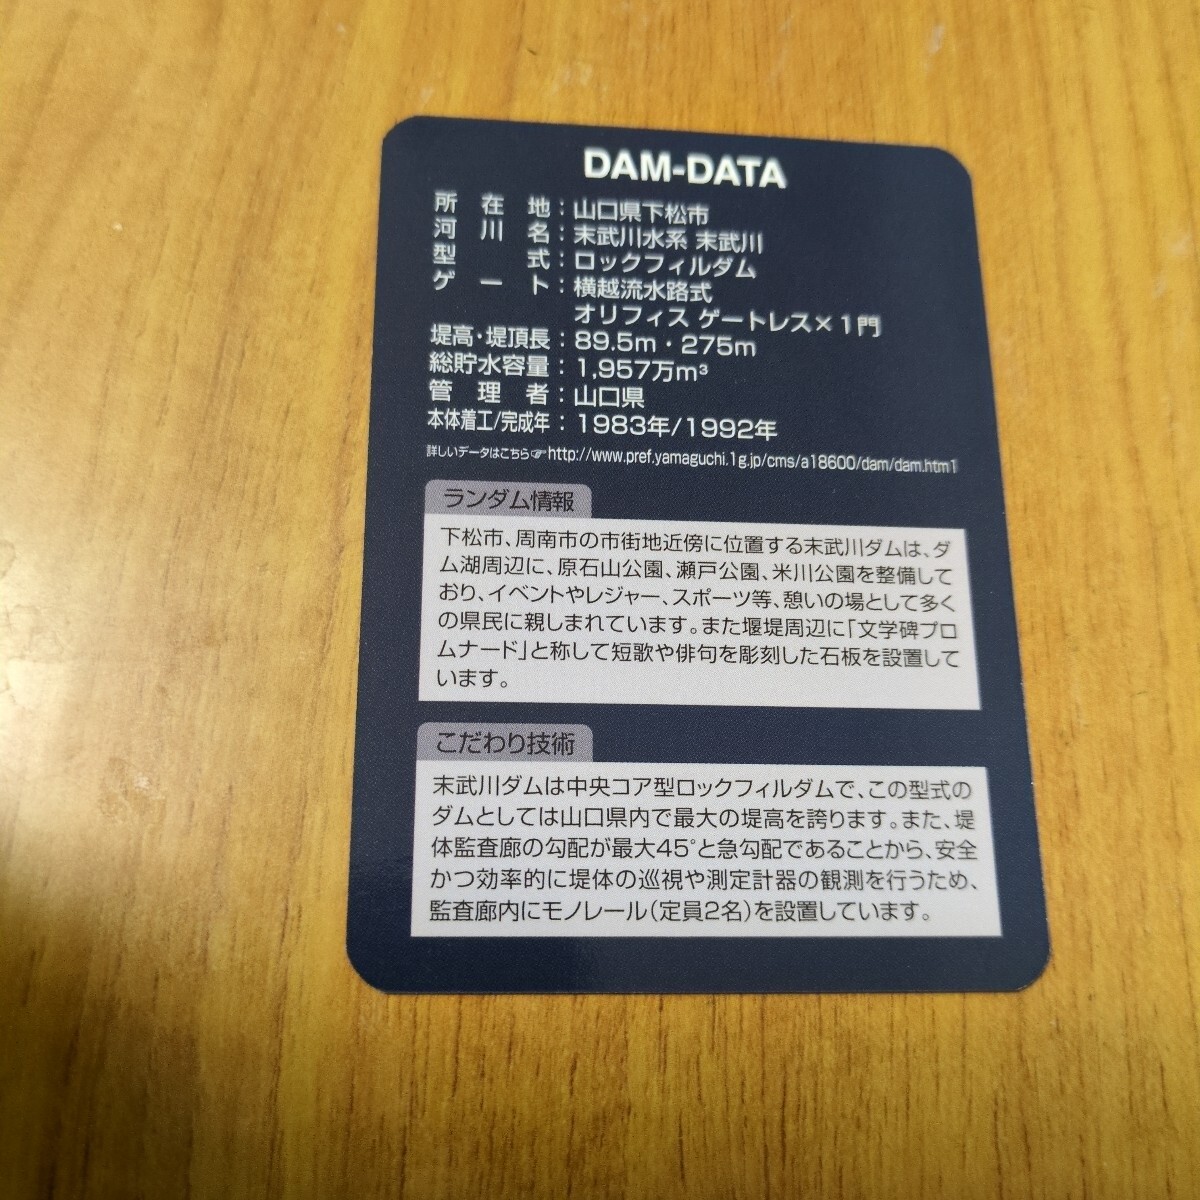 DAM-DATA
所在地：山口県下松市
河川名：末武川水系 末武川
型式：ロックフィルダム
ゲート：横越流水路式
オリフィス ゲートレス×1門
堤高・堤頂長：89.5m・275m
総貯水容量：1,957万m³
管理者：山口県
本体着工/完成年：1983年/1992年
詳しいデータはこちら☞http://www.pref.yamaguchi.1g.jp/cms/a18600/dam/dam.htm1
ランダム情報
下松市、周南市の市街地近傍に位置する末武川ダムは、ダ
ム湖周辺に、原石山公園、瀬戸公園、米川公園を整備して
おり、イベントやレジャー、スポーツ等、憩いの場として多く
の県民に親しまれています。また堰堤周辺に「文学碑プロ
ムナード」と称して短歌や俳句を彫刻した石板を設置して
います。
こだわり技術
末武川ダムは中央コア型ロックフィルダムで、この型式の
ダムとしては山口県内で最大の堤高を誇ります。また、堤
体監査廊の勾配が最大45°と急勾配であることから、安全
かつ効率的に堤体の巡視や測定計器の観測を行うため、
監査廊内にモノレール（定員2名）を設置しています。